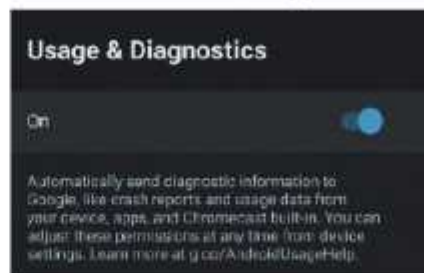 Usage & Diagnostics
On
Automatically send diagnostic information to
Google, like crash reports and usage data from
your device, apps, and Chromecast built-in. You can
adjust these permissions at any time from device
settings. Learn more at g.co/AndroidUsageHelp.